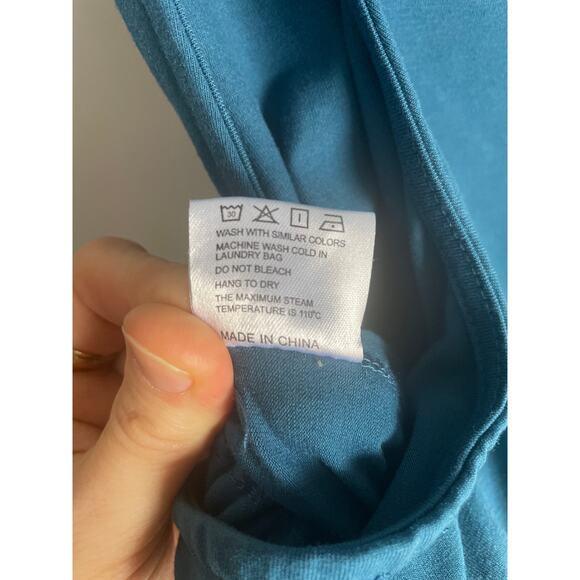 30
WASH WITH SIMILAR COLORS
MACHINE WASH COLD IN
LAUNDRY BAG
DO NOT BLEACH
HANG TO DRY
THE MAXIMUM STEAM
TEMPERATURE IS 110°C
MADE IN CHINA